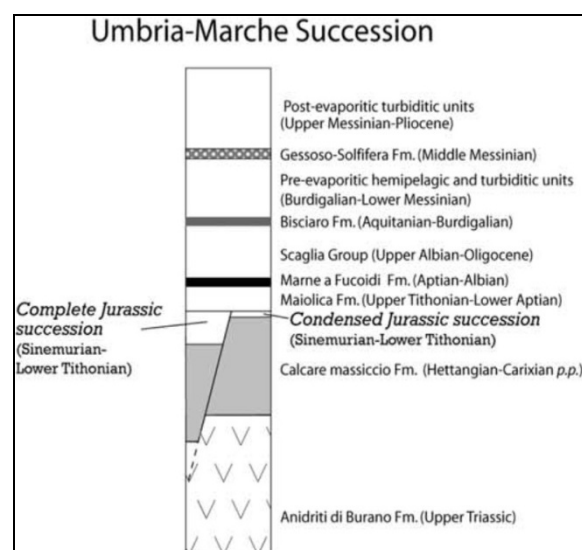 Umbria-Marche Succession
Post-evaporitic turbiditic units
(Upper Messinian-Pliocene)
Gessoso-Solfifera Fm. (Middle Messinian)
Pre-evaporitic hemipelagic and turbiditic units
(Burdigalian-Lower Messinian)
Bisciaro Fm. (Aquitanian-Burdigalian)
Scaglia Group (Upper Albian-Oligocene)
Marne a Fucoidi Fm. (Aptian-Albian)
Maiolica Fm. (Upper Tithonian-Lower Aptian)
Complete Jurassic
succession
(Sinemurian-
Lower Tithonian)
Condensed Jurassic succession
(Sinemurian-Lower Tithonian)
Calcare massiccio Fm. (Hettangian-Carixian p.p.)
Anidriti di Burano Fm. (Upper Triassic)